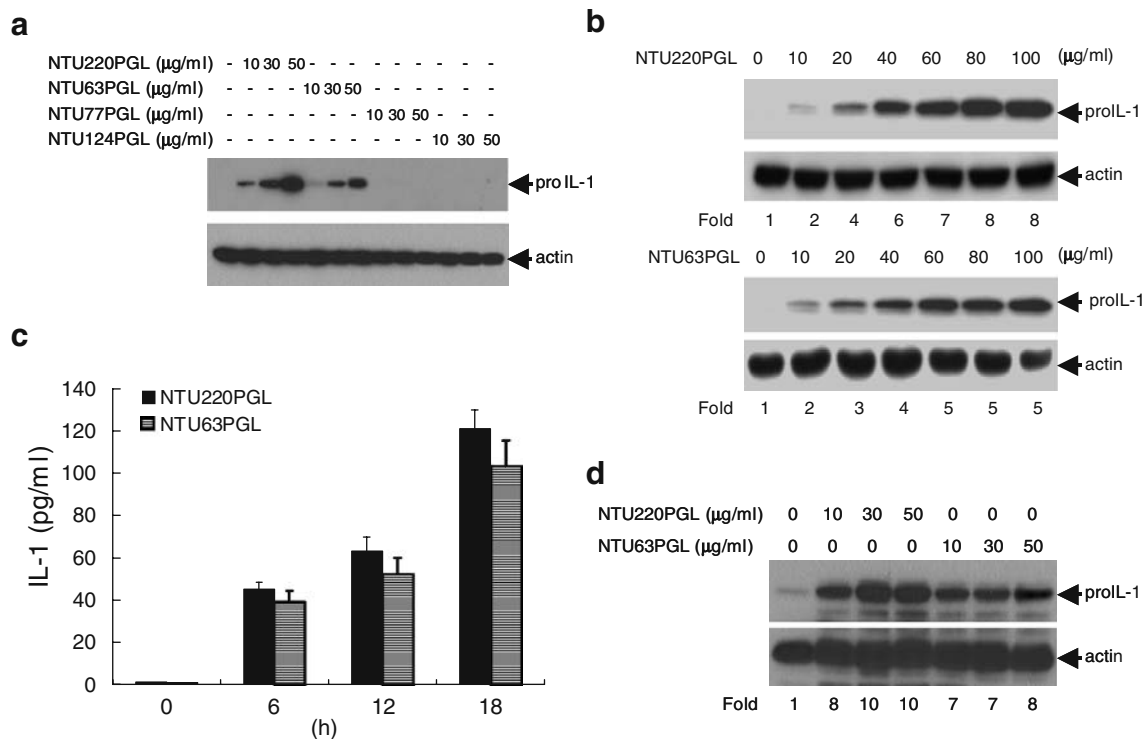 a
NTU220PGL (μg/ml) - 10 30 50 - - - - - - - - -
NTU63PGL (μg/ml) - - - - 10 30 50 - - - - - -
NTU77PGL (μg/ml) - - - - - - - 10 30 50 - - -
NTU124PGL (μg/ml) - - - - - - - - - - 10 30 50
proIL-1
actin
b
NTU220PGL 0 10 20 40 60 80 100 (μg/ml)
proIL-1
actin
Fold 1 2 4 6 7 8 8
NTU63PGL 0 10 20 40 60 80 100 (μg/ml)
proIL-1
actin
Fold 1 2 3 4 5 5 5
c
140
120
100
80
60
40
20
0
IL-1 (pg/ml)
NTU220PGL
NTU63PGL
0 6 12 18
(h)
d
NTU220PGL (μg/ml) 0 10 30 50 0 0 0
NTU63PGL (μg/ml) 0 0 0 0 10 30 50
proIL-1
actin
Fold 1 8 10 10 7 7 8